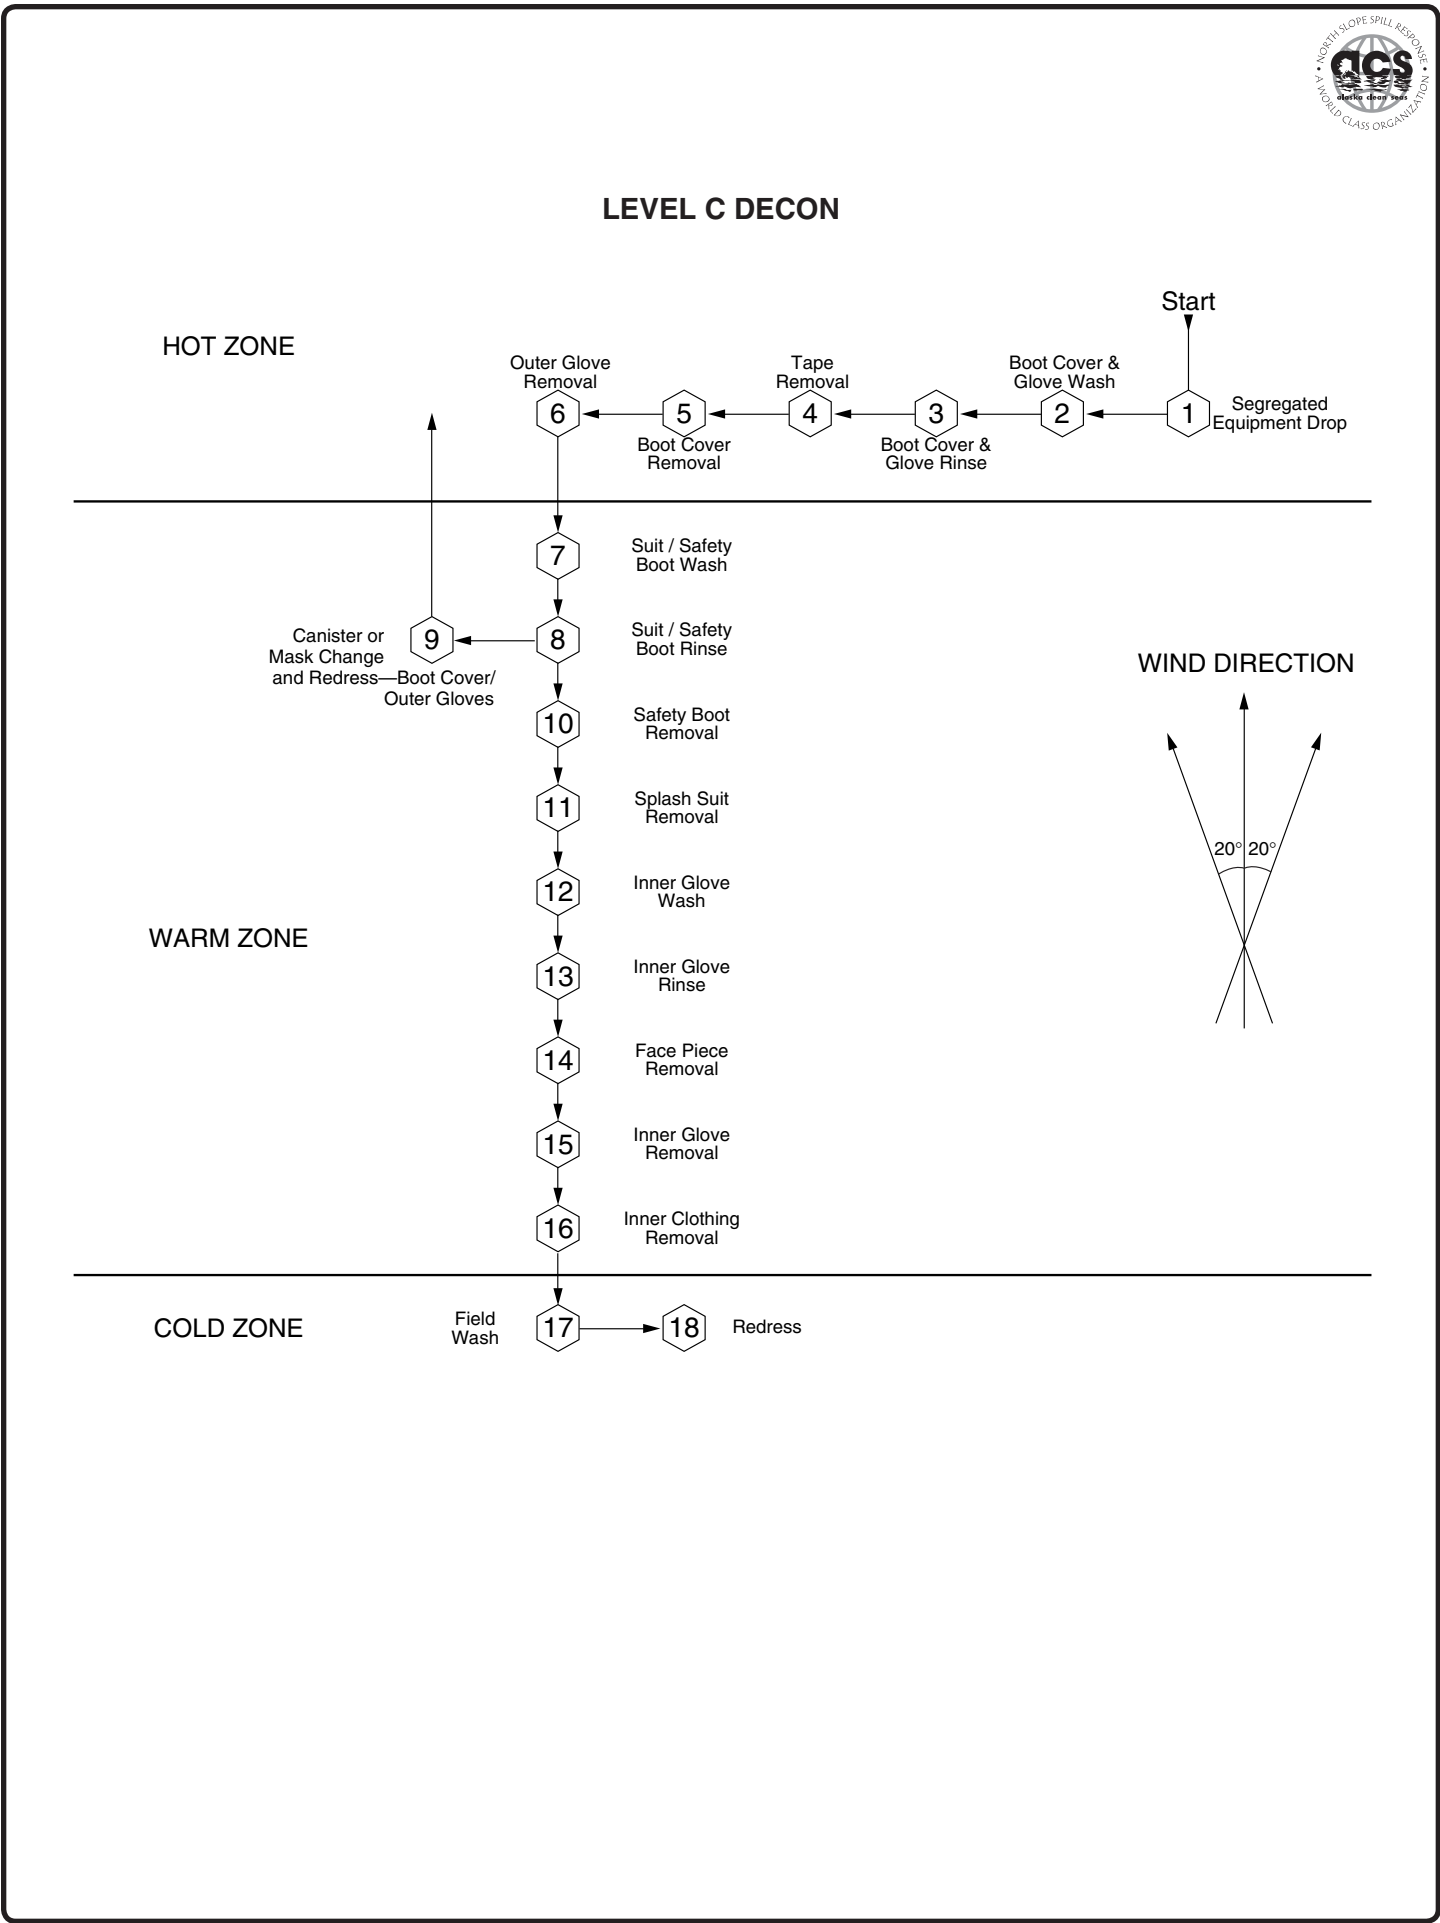 NORTH SLOPE SPILL RESPONSE
acs
alaska clean seas
A WORLD CLASS ORGANIZATION
LEVEL C DECON
Start
HOT ZONE
Outer Glove
Removal
Tape
Removal
Boot Cover &
Glove Wash
6
5
4
3
2
1
Segregated
Equipment Drop
Boot Cover
Removal
Boot Cover &
Glove Rinse
7
Suit / Safety
Boot Wash
Canister or
Mask Change
and Redress—Boot Cover/
Outer Gloves
9
8
Suit / Safety
Boot Rinse
WIND DIRECTION
20° 20°
10
Safety Boot
Removal
11
Splash Suit
Removal
12
Inner Glove
Wash
WARM ZONE
13
Inner Glove
Rinse
14
Face Piece
Removal
15
Inner Glove
Removal
16
Inner Clothing
Removal
COLD ZONE
Field
Wash
17
18
Redress